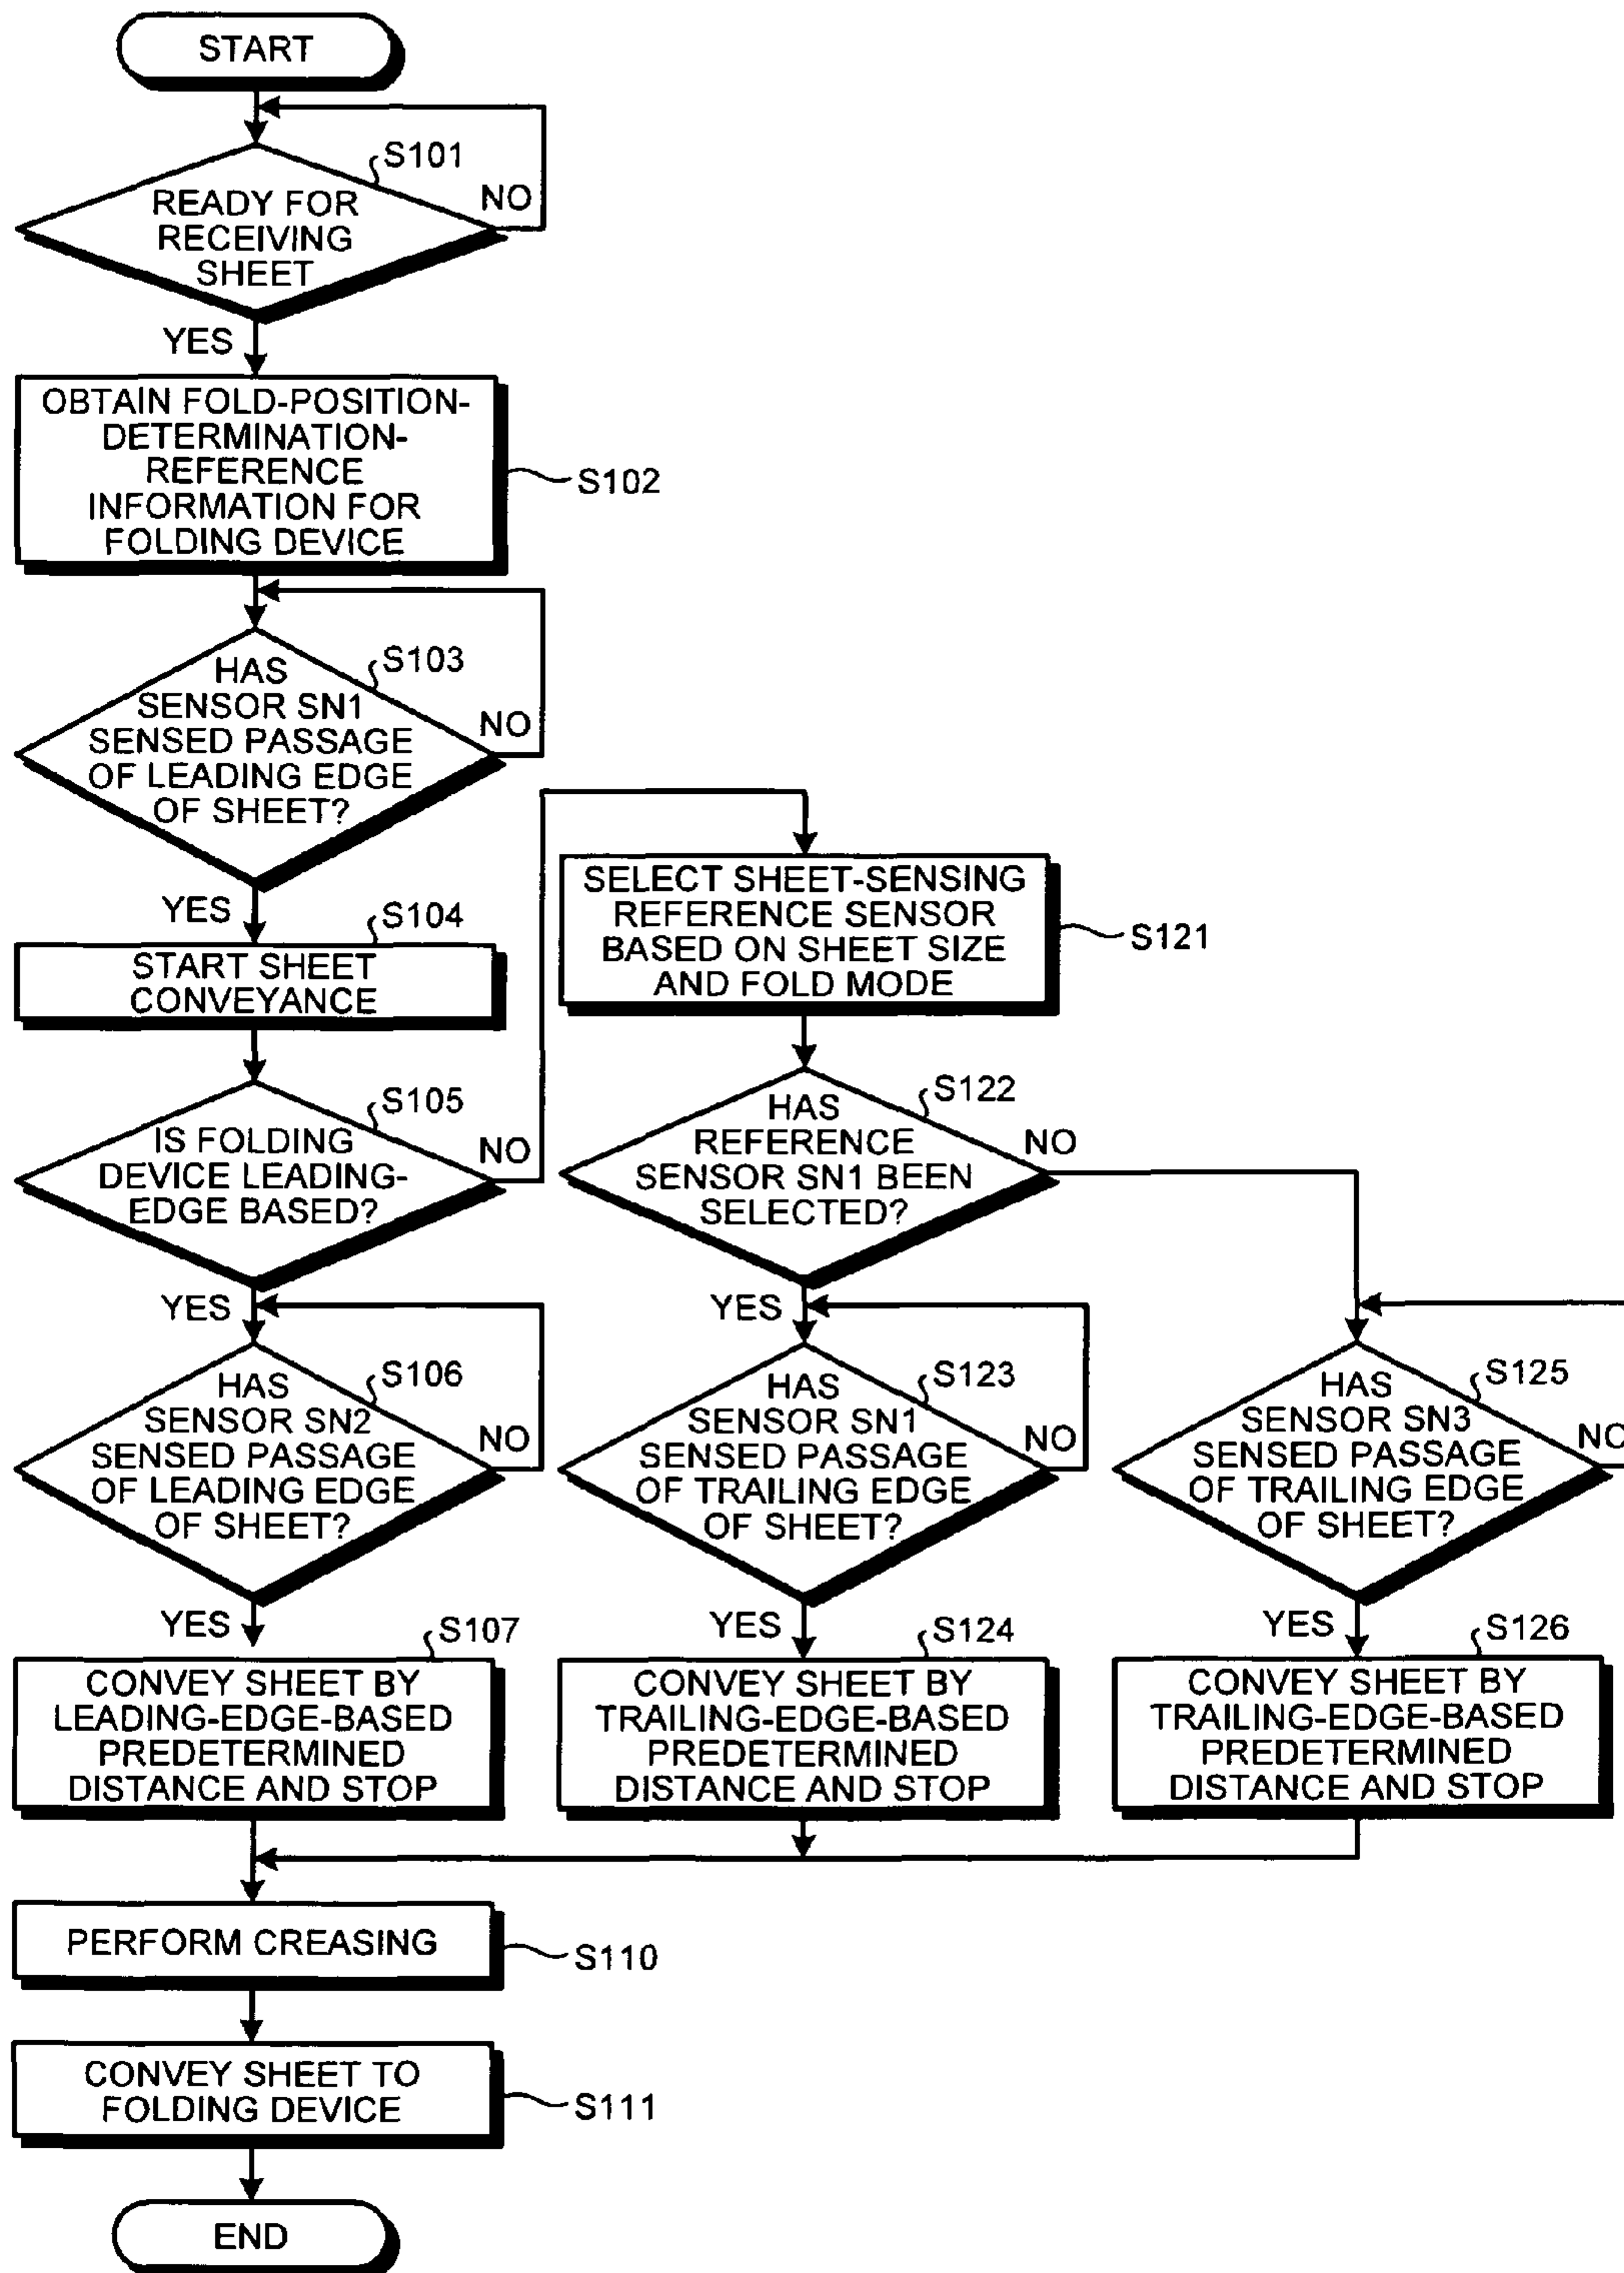 START
S101
READY FOR
RECEIVING
SHEET
NO
YES
OBTAIN FOLD-POSITION-
DETERMINATION-
REFERENCE
INFORMATION FOR
FOLDING DEVICE
S102
S103
HAS
SENSOR SN1
SENSED PASSAGE
OF LEADING EDGE
OF SHEET?
NO
YES
S104
START SHEET
CONVEYANCE
S105
IS FOLDING
DEVICE LEADING-
EDGE BASED?
NO
YES
S106
HAS
SENSOR SN2
SENSED PASSAGE
OF LEADING EDGE
OF SHEET?
NO
YES
S107
CONVEY SHEET BY
LEADING-EDGE-BASED
PREDETERMINED
DISTANCE AND STOP
SELECT SHEET-SENSING
REFERENCE SENSOR
BASED ON SHEET SIZE
AND FOLD MODE
S121
S122
HAS
REFERENCE
SENSOR SN1 BEEN
SELECTED?
NO
YES
S123
HAS
SENSOR SN1
SENSED PASSAGE
OF TRAILING EDGE
OF SHEET?
NO
YES
S124
CONVEY SHEET BY
TRAILING-EDGE-BASED
PREDETERMINED
DISTANCE AND STOP
S125
HAS
SENSOR SN3
SENSED PASSAGE
OF TRAILING EDGE
OF SHEET?
NO
YES
S126
CONVEY SHEET BY
TRAILING-EDGE-BASED
PREDETERMINED
DISTANCE AND STOP
PERFORM CREASING
S110
CONVEY SHEET TO
FOLDING DEVICE
S111
END